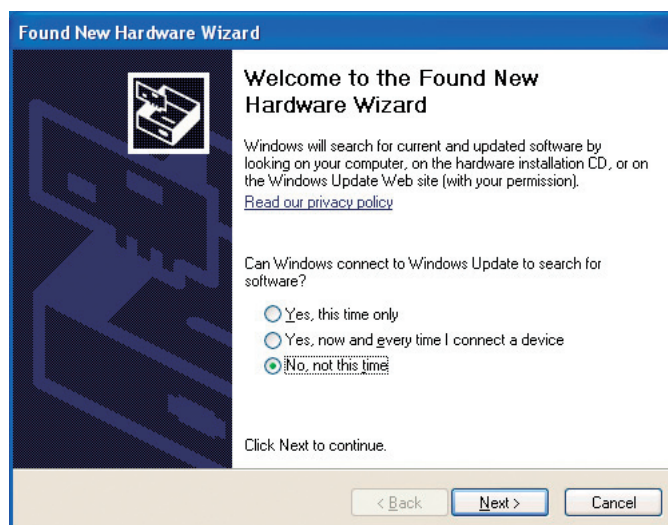 Found New Hardware Wizard
Welcome to the Found New
Hardware Wizard
Windows will search for current and updated software by
looking on your computer, on the hardware installation CD, or on
the Windows Update Web site (with your permission).
Read our privacy policy
Can Windows connect to Windows Update to search for
software?
Yes, this time only
Yes, now and every time I connect a device
No, not this time
Click Next to continue.
< Back
Next >
Cancel